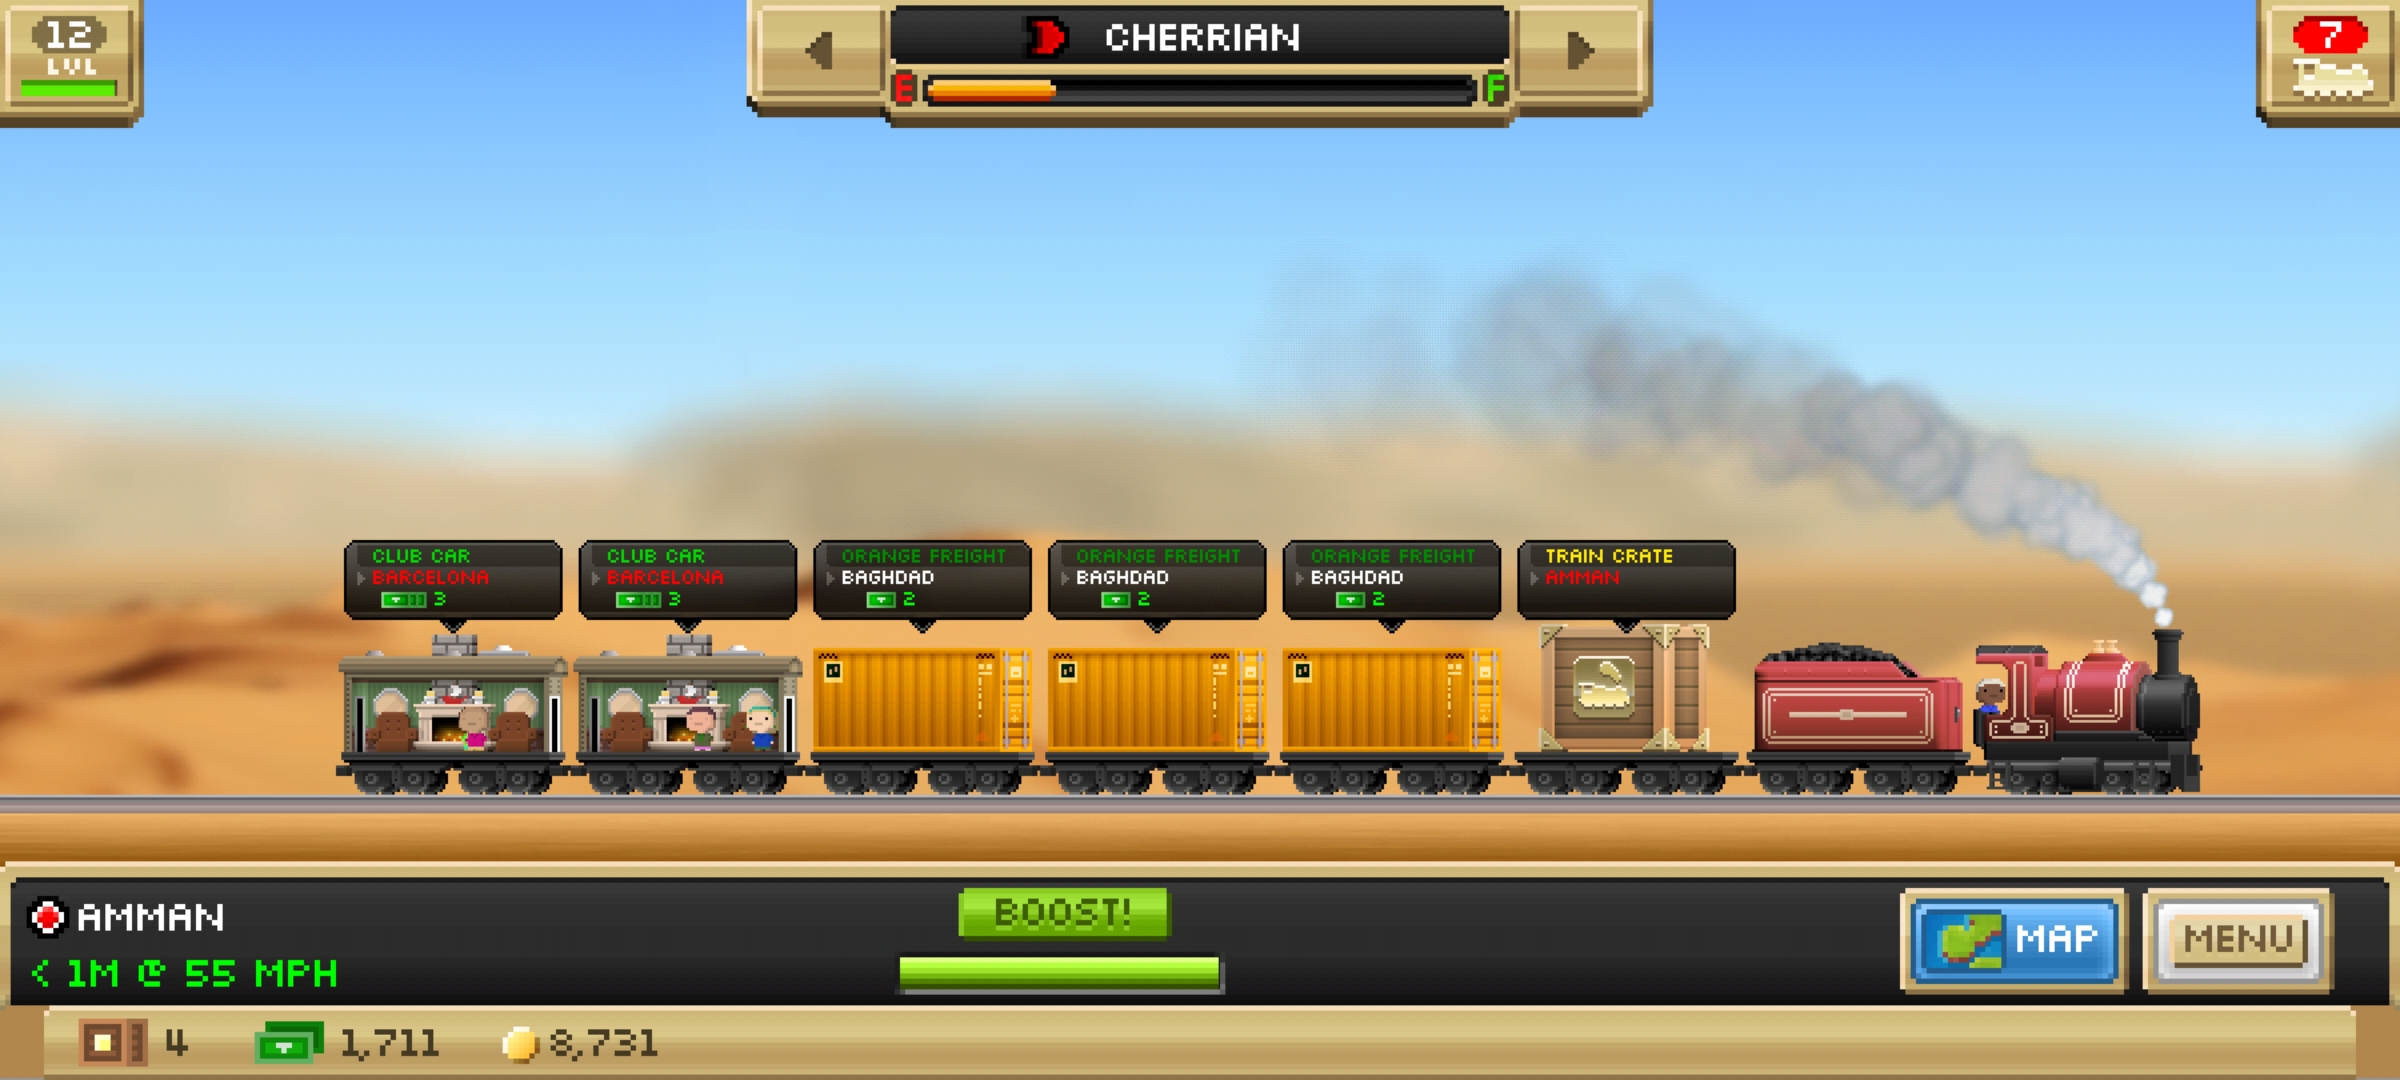 12
LVL
CHERRIAN
E F
7
CLUB CAR
BARCELONA
3
CLUB CAR
BARCELONA
3
ORANGE FREIGHT
BAGHDAD
2
ORANGE FREIGHT
BAGHDAD
2
ORANGE FREIGHT
BAGHDAD
2
TRAIN CRATE
AMMAN
AMMAN
< 1M @ 55 MPH
BOOST!
MAP
MENU
4
1,711
8,731